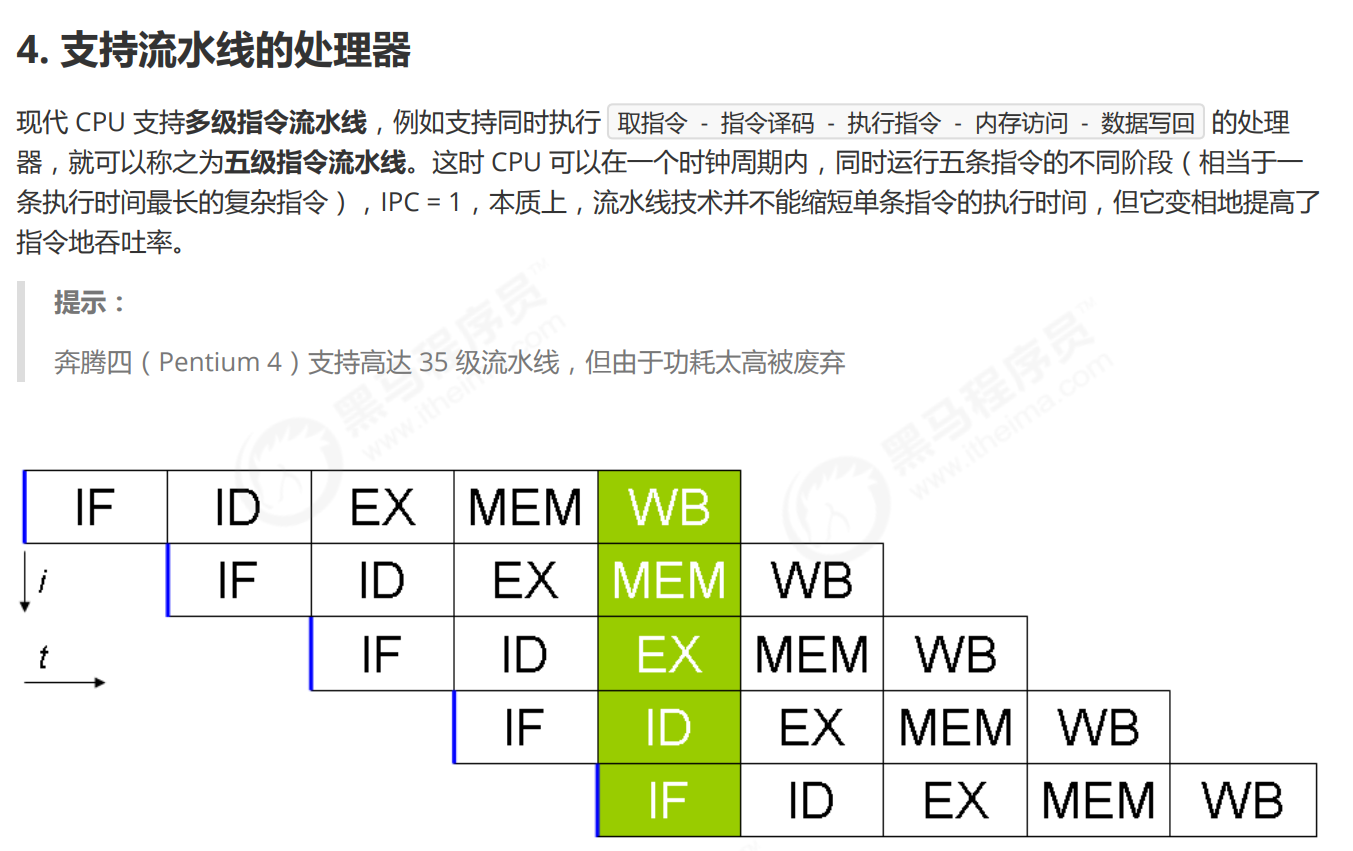 4. 支持流水线的处理器
现代 CPU 支持多级指令流水线，例如支持同时执行 取指令 - 指令译码 - 执行指令 - 内存访问 - 数据写回 的处理
器，就可以称之为五级指令流水线。这时 CPU 可以在一个时钟周期内，同时运行五条指令的不同阶段（相当于一
条执行时间最长的复杂指令），IPC = 1，本质上，流水线技术并不能缩短单条指令的执行时间，但它变相地提高了
指令地吞吐率。
提示：
奔腾四（Pentium 4）支持高达 35 级流水线，但由于功耗太高被废弃
黑马程序员™
www.itheima.com
黑马程序员™
www.itheima.com
IF ID EX MEM WB
i IF ID EX MEM WB
t IF ID EX MEM WB
IF ID EX MEM WB
IF ID EX MEM WB